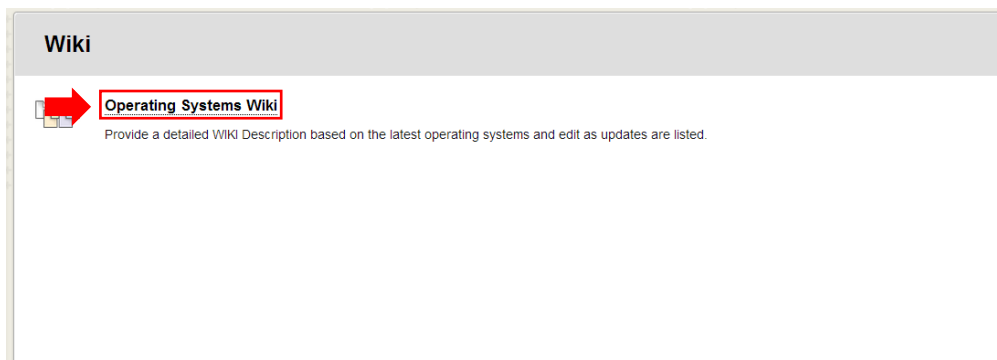 Wiki
Operating Systems Wiki
Provide a detailed WIKI Description based on the latest operating systems and edit as updates are listed.